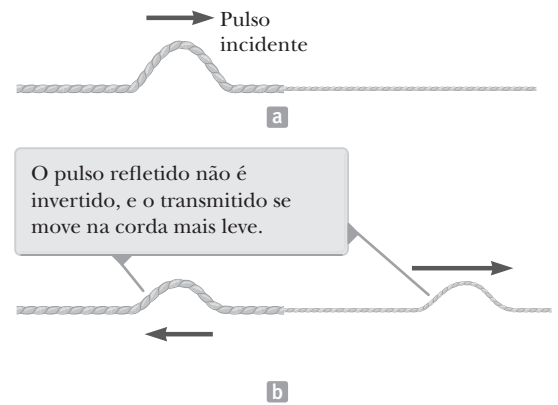 Pulso
incidente
a
O pulso refletido não é
invertido, e o transmitido se
move na corda mais leve.
b